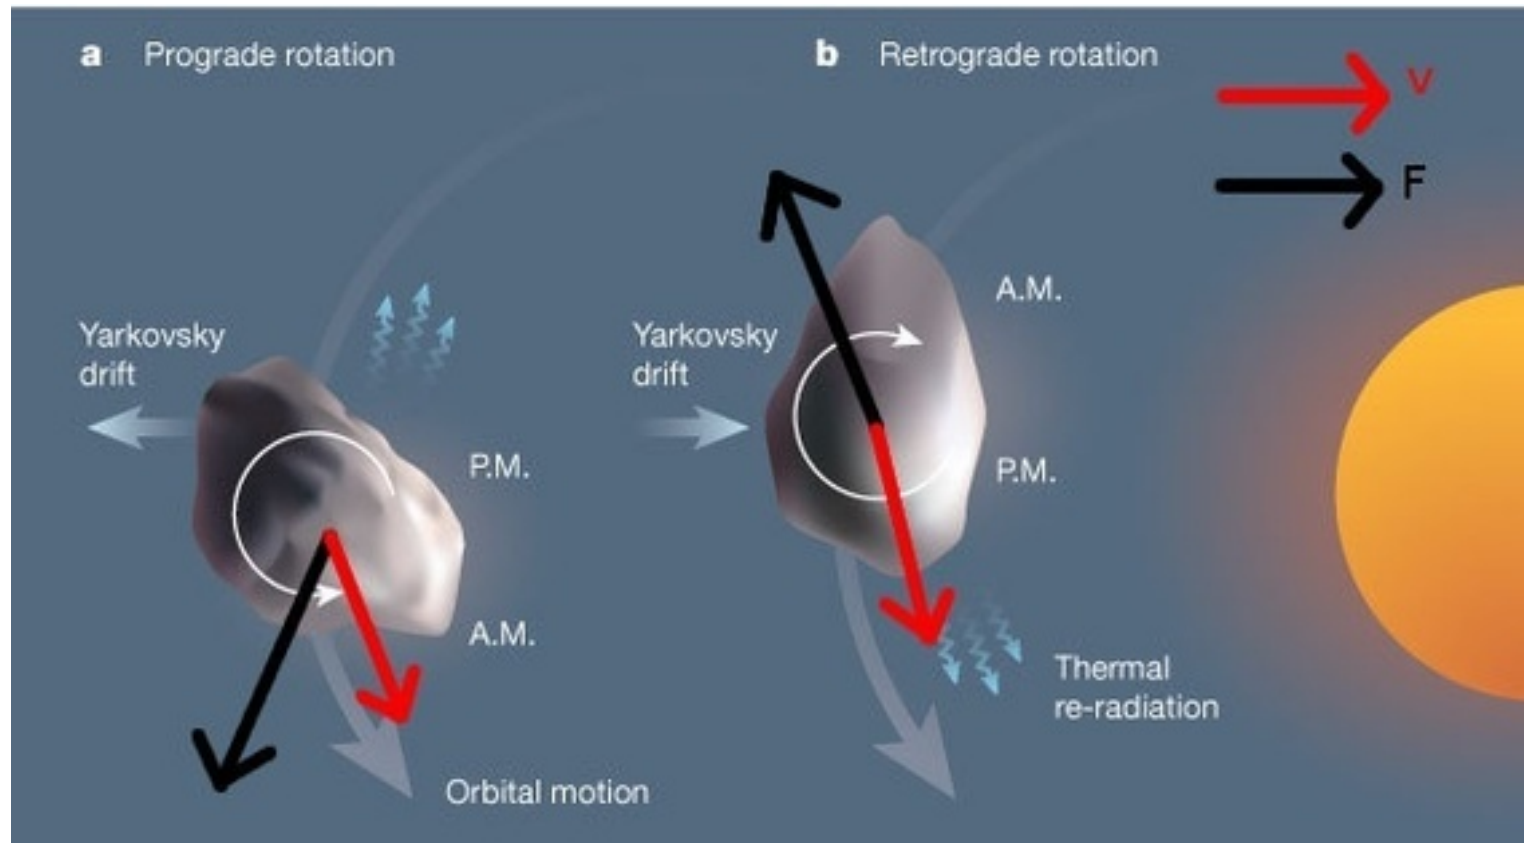 a Prograde rotation
b Retrograde rotation
v
F
Yarkovsky
drift
P.M.
A.M.
Orbital motion
Yarkovsky
drift
A.M.
P.M.
Thermal
re-radiation